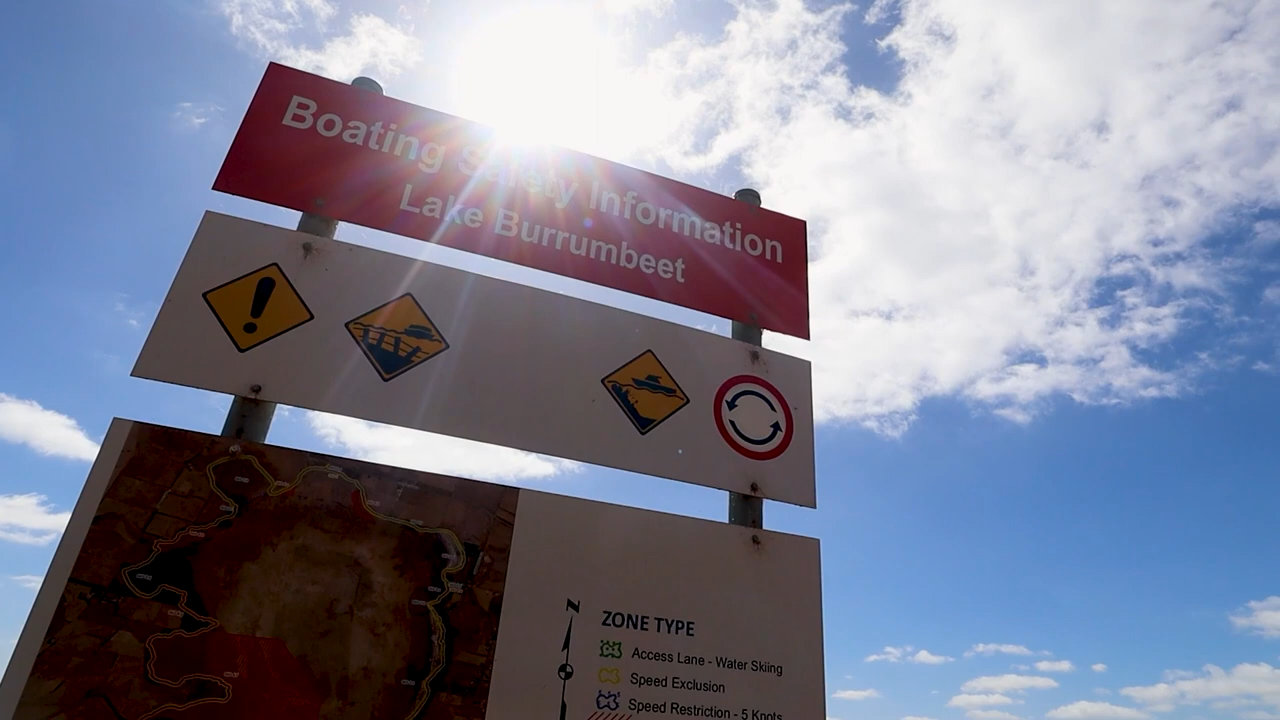 Boating Safety Information
Lake Burrumbeet
N
ZONE TYPE
Access Lane - Water Skiing
Speed Exclusion
Speed Restriction - 5 Knots